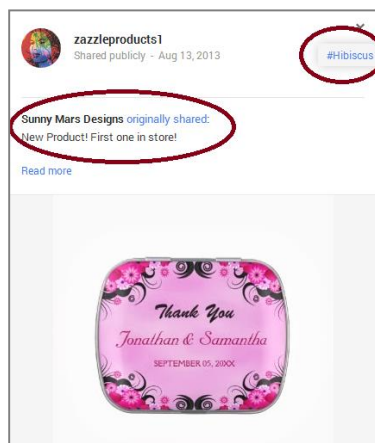 zazzleproducts1
Shared publicly - Aug 13, 2013
#Hibiscus
Sunny Mars Designs originally shared:
New Product! First one in store!
Read more
Thank You
Jonathan & Samantha
SEPTEMBER 05, 20XX